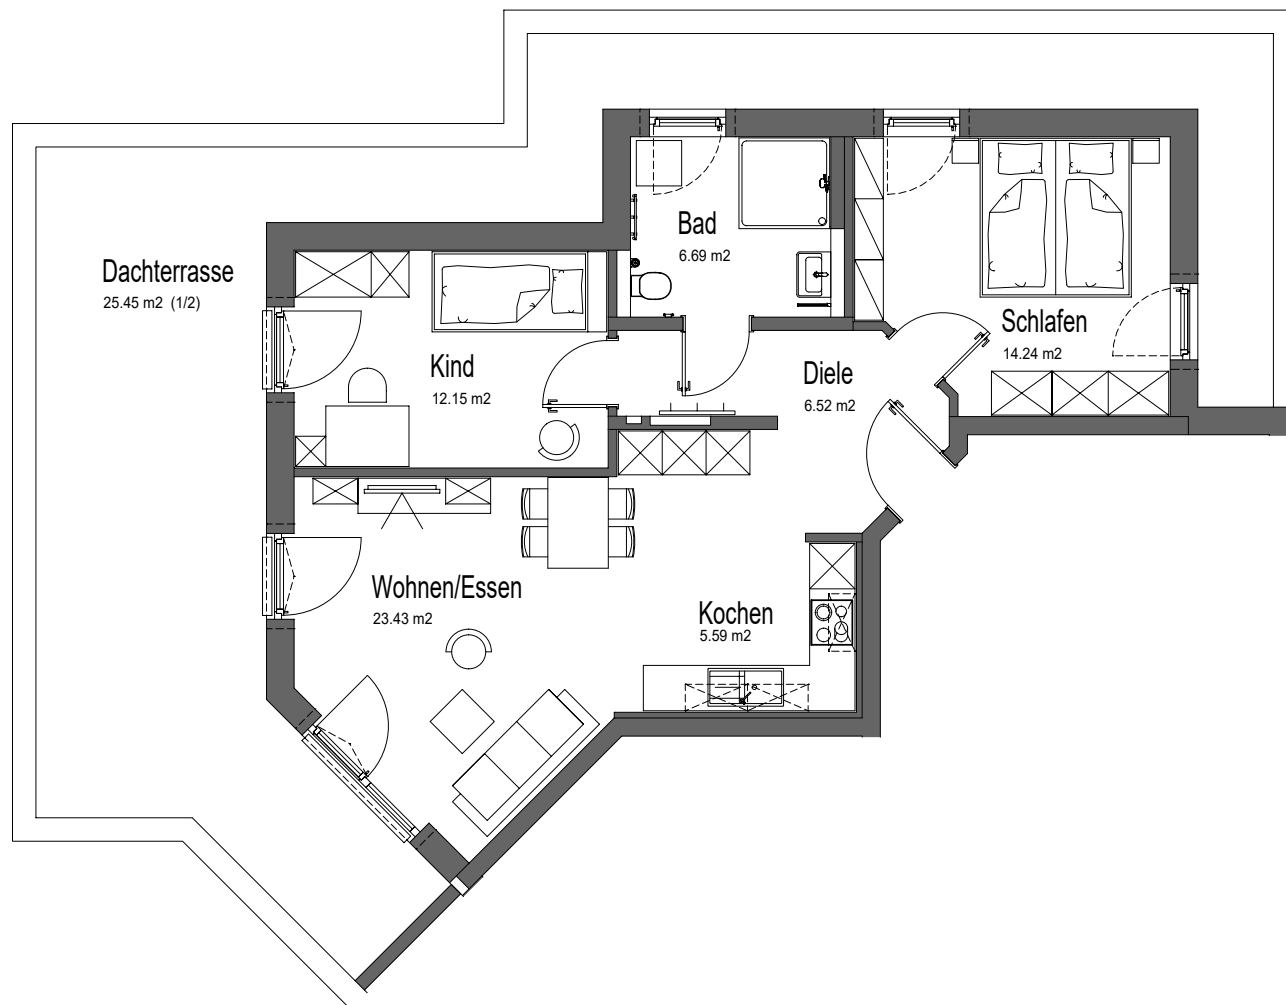 Bad
6.69 m2
Dachterrasse
25.45 m2 (1/2)
Schlafen
14.24 m2
Kind
12.15 m2
Diele
6.52 m2
Wohnen/Essen
23.43 m2
Kochen
5.59 m2